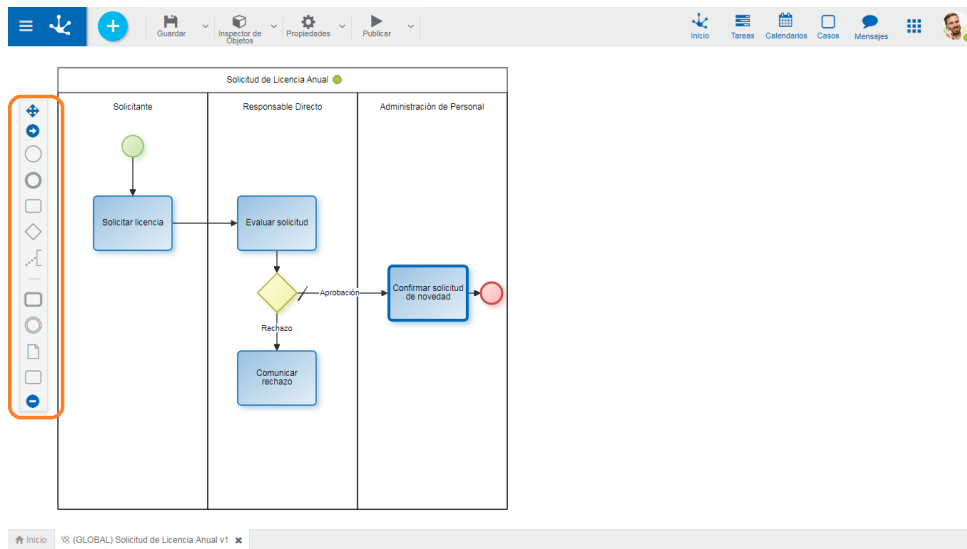 Guardar
Inspector de
Objetos
Propiedades
Publicar
Inicio
Tareas
Calendarios
Casos
Mensajes
Solicitud de Licencia Anual
Solicitante
Responsable Directo
Administración de Personal
Solicitar licencia
Evaluar solicitud
Aprobación
Confirmar solicitud
de novedad
Rechazo
Comunicar
rechazo
Inicio
(GLOBAL) Solicitud de Licencia Anual v1